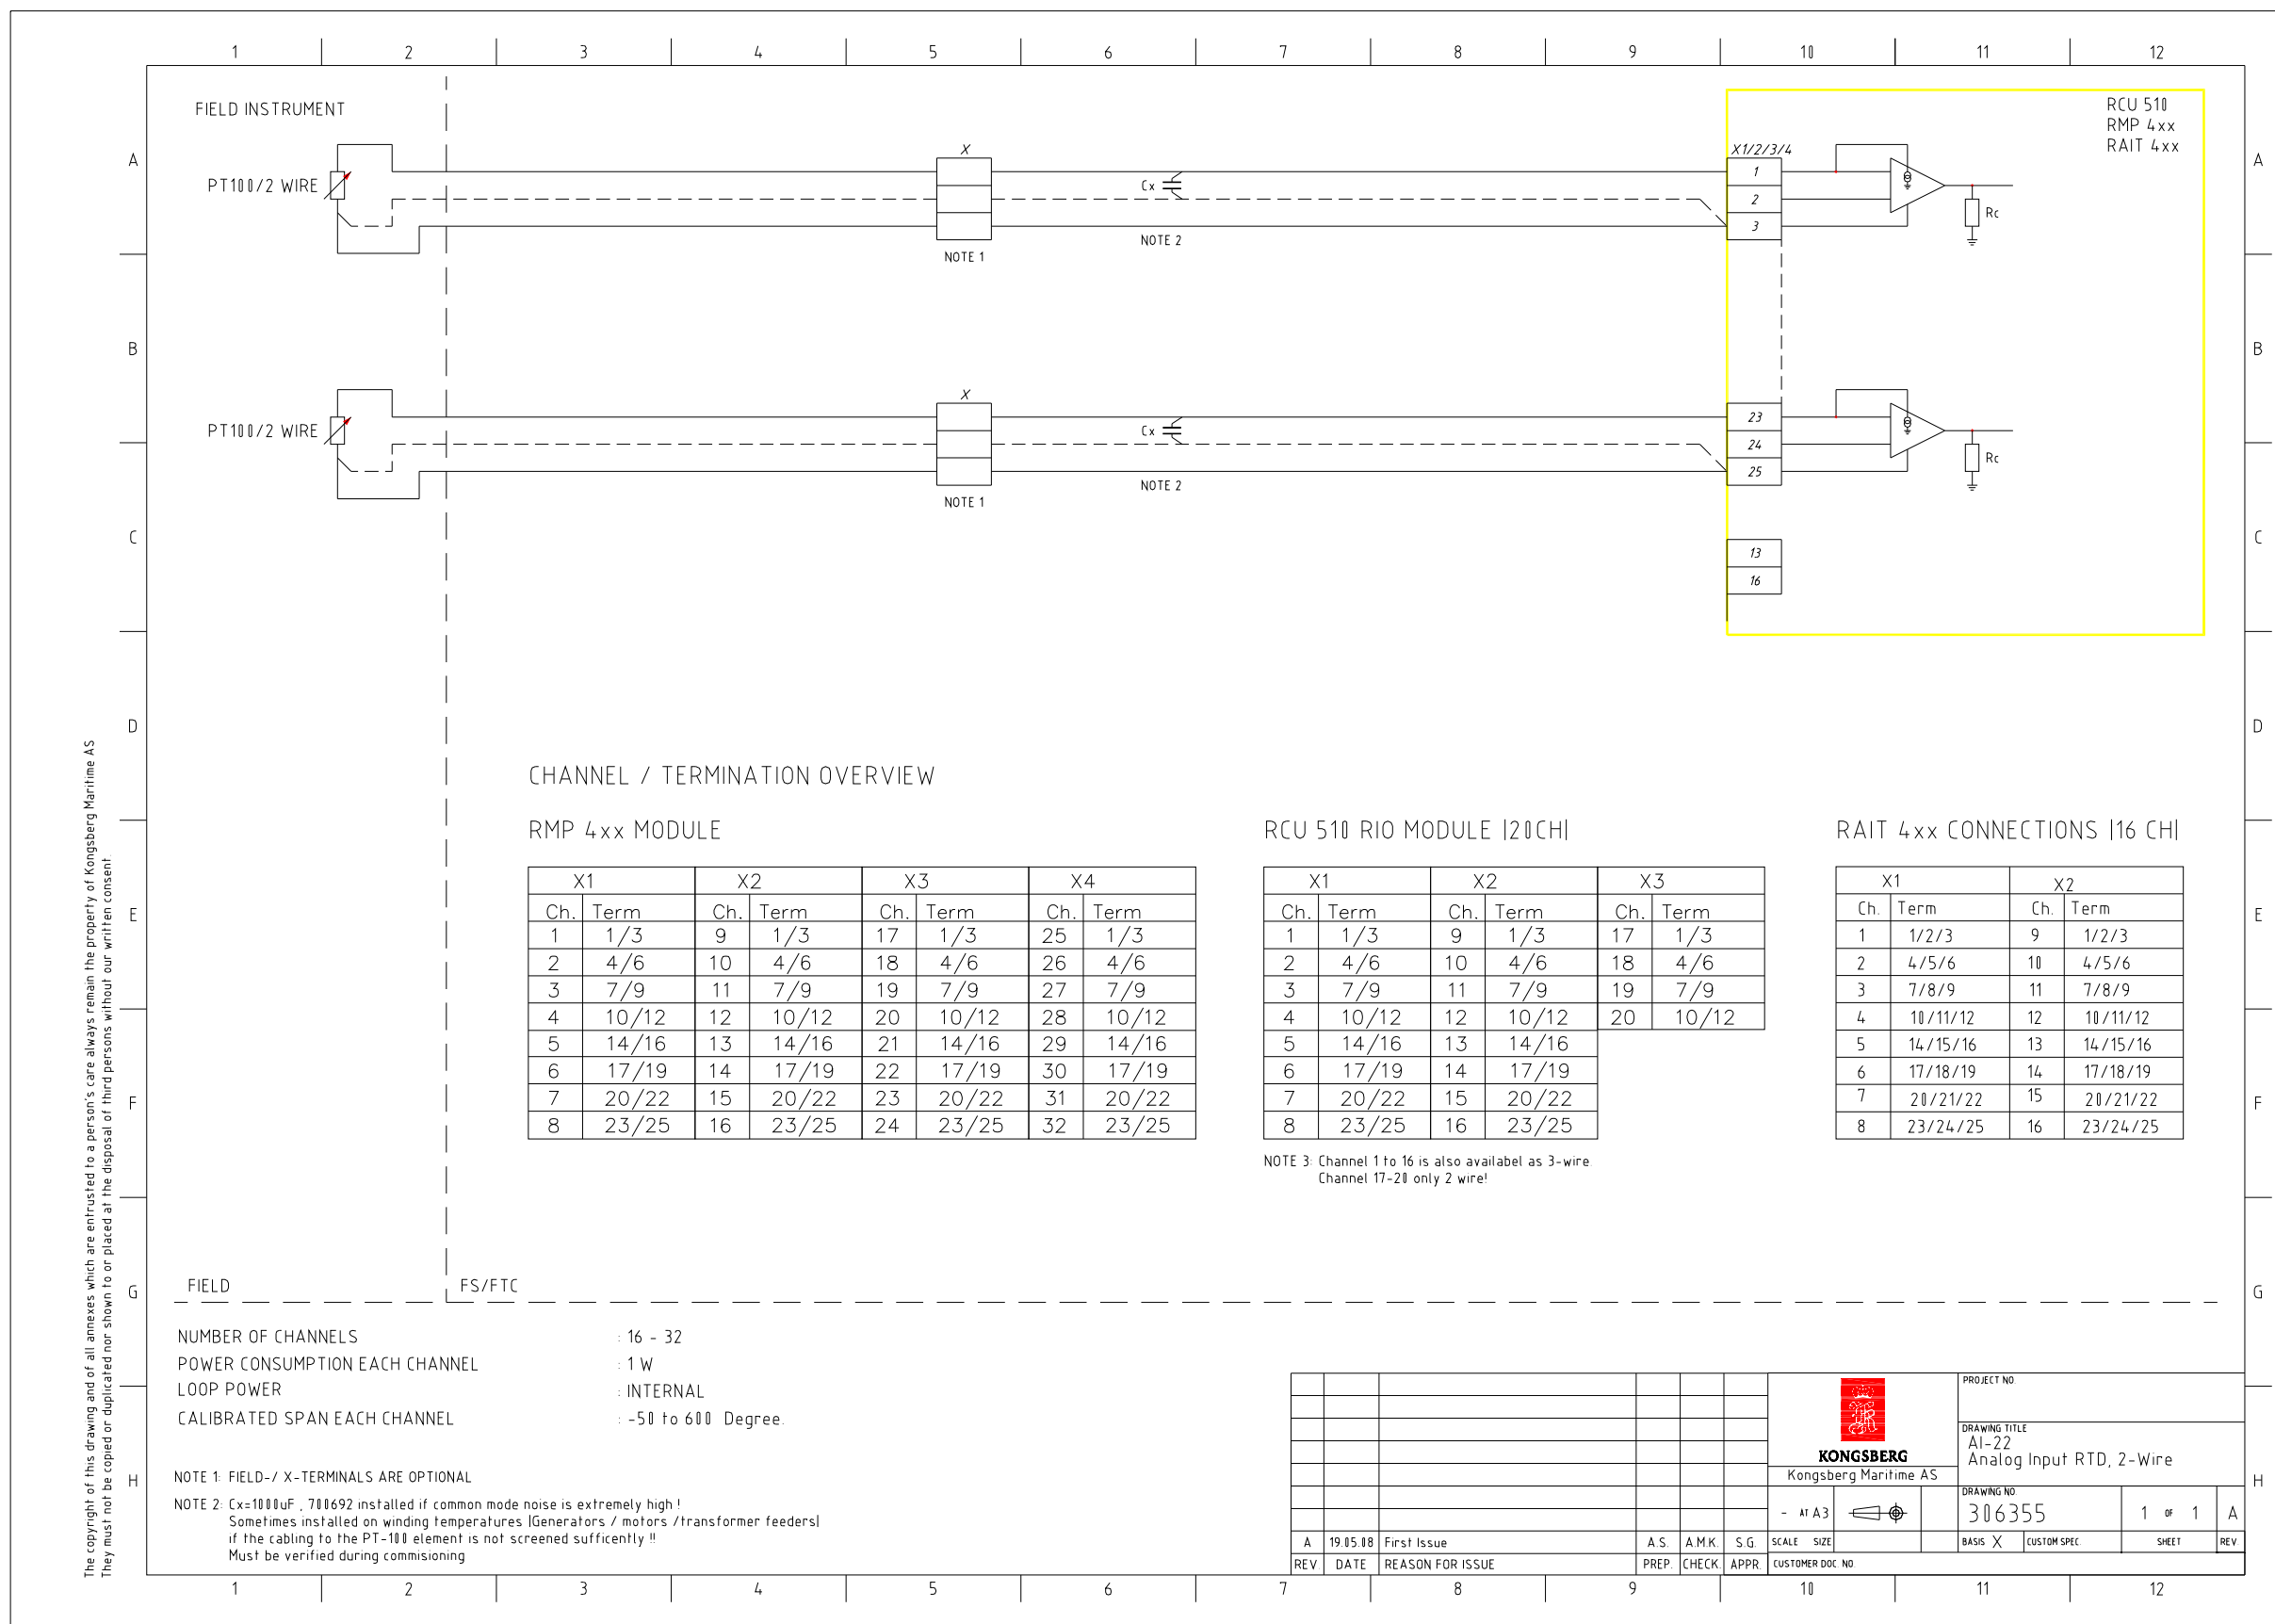 1 2 3 4 5 6 7 8 9 10 11 12
FIELD INSTRUMENT
RCU 510
RMP 4xx
RAIT 4xx
A A
PT100/2 WIRE
X
Cx
NOTE 1
NOTE 2
X1/2/3/4
1
2
3
Rc
B B
PT100/2 WIRE
X
Cx
NOTE 1
NOTE 2
23
24
25
Rc
C C
13
16
D D
CHANNEL / TERMINATION OVERVIEW
RMP 4xx MODULE
X1 X2 X3 X4
Ch. Term Ch. Term Ch. Term Ch. Term
1 1/3 9 1/3 17 1/3 25 1/3
2 4/6 10 4/6 18 4/6 26 4/6
3 7/9 11 7/9 19 7/9 27 7/9
4 10/12 12 10/12 20 10/12 28 10/12
5 14/16 13 14/16 21 14/16 29 14/16
6 17/19 14 17/19 22 17/19 30 17/19
7 20/22 15 20/22 23 20/22 31 20/22
8 23/25 16 23/25 24 23/25 32 23/25
RCU 510 RIO MODULE |20CH|
X1 X2 X3
Ch. Term Ch. Term Ch. Term
1 1/3 9 1/3 17 1/3
2 4/6 10 4/6 18 4/6
3 7/9 11 7/9 19 7/9
4 10/12 12 10/12 20 10/12
5 14/16 13 14/16
6 17/19 14 17/19
7 20/22 15 20/22
8 23/25 16 23/25
NOTE 3: Channel 1 to 16 is also availabel as 3-wire
Channel 17-20 only 2 wire!
RAIT 4xx CONNECTIONS |16 CH|
X1 X2
Ch. Term Ch. Term
1 1/2/3 9 1/2/3
2 4/5/6 10 4/5/6
3 7/8/9 11 7/8/9
4 10/11/12 12 10/11/12
5 14/15/16 13 14/15/16
6 17/18/19 14 17/18/19
7 20/21/22 15 20/21/22
8 23/24/25 16 23/24/25
E E
F F
G G
FIELD
FS/FTC
NUMBER OF CHANNELS : 16 - 32
POWER CONSUMPTION EACH CHANNEL : 1 W
LOOP POWER : INTERNAL
CALIBRATED SPAN EACH CHANNEL : -50 to 600 Degree.
H H
NOTE 1: FIELD-/ X-TERMINALS ARE OPTIONAL
NOTE 2: Cx=1000uF , 700692 installed if common mode noise is extremely high !
Sometimes installed on winding temperatures |Generators / motors /transformer feeders|
if the cabling to the PT-100 element is not screened sufficently !!
Must be verified during commisioning
The copyright of this drawing and of all annexes which are entrusted to a person's care always remain the property of Kongsberg Maritime AS
They must not be copied or duplicated nor shown to or placed at the disposal of third persons without our written consent
A 19.05.08 First Issue A.S. A.M.K. S.G.
REV. DATE REASON FOR ISSUE PREP. CHECK. APPR.
KONGSBERG
Kongsberg Maritime AS
- AT A3
SCALE SIZE
CUSTOMER DOC. NO.
PROJECT NO.
DRAWING TITLE
AI-22
Analog Input RTD, 2-Wire
DRAWING NO.
306355
1 OF 1 A
BASIS X CUSTOM SPEC. SHEET REV.
1 2 3 4 5 6 7 8 9 10 11 12